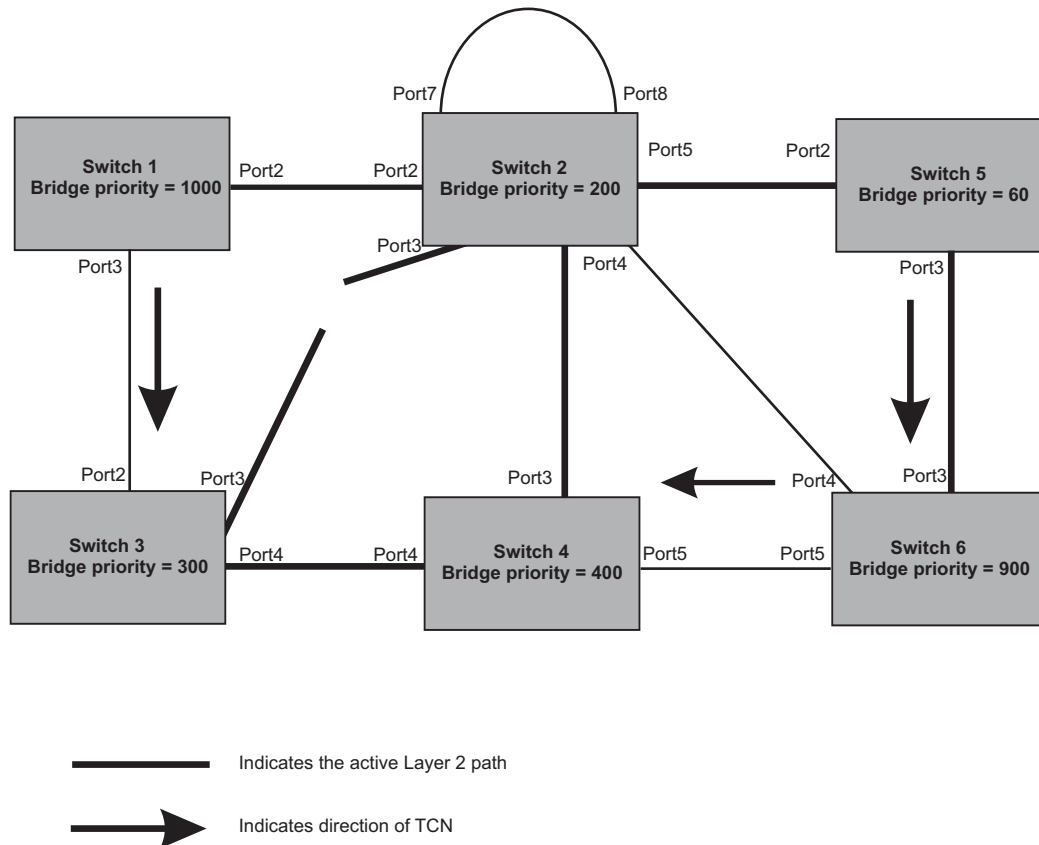 Port7
Port8
Switch 1
Bridge priority = 1000
Port2
Port2
Switch 2
Bridge priority = 200
Port5
Port2
Switch 5
Bridge priority = 60
Port3
Port3
Port4
Port3
Port2
Port3
Port3
Port4
Port3
Switch 3
Bridge priority = 300
Port4
Port4
Switch 4
Bridge priority = 400
Port5
Port5
Switch 6
Bridge priority = 900
Indicates the active Layer 2 path
Indicates direction of TCN